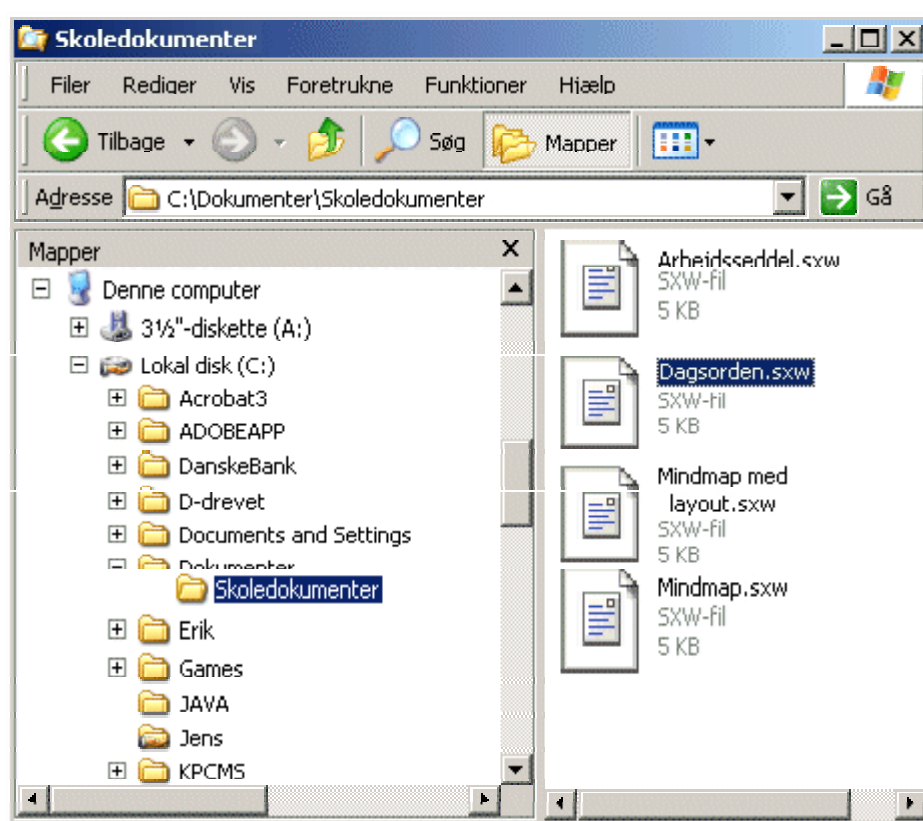 Skoledokumenter
Filer Rediger Vis Foretrukne Funktioner Hjælp
Tilbage Søg Mapper
Adresse C:\Dokumenter\Skoledokumenter Gå
Mapper
Denne computer
3½"-diskette (A:)
Lokal disk (C:)
Acrobat3
ADOBEAPP
DanskeBank
D-drevet
Documents and Settings
Dokumenter
Skoledokumenter
Erik
Games
JAVA
Jens
KPCMS
Arbejdsseddel.sxw
SXW-fil
5 KB
Dagsorden.sxw
SXW-fil
5 KB
Mindmap med
layout.sxw
SXW-fil
5 KB
Mindmap.sxw
SXW-fil
5 KB